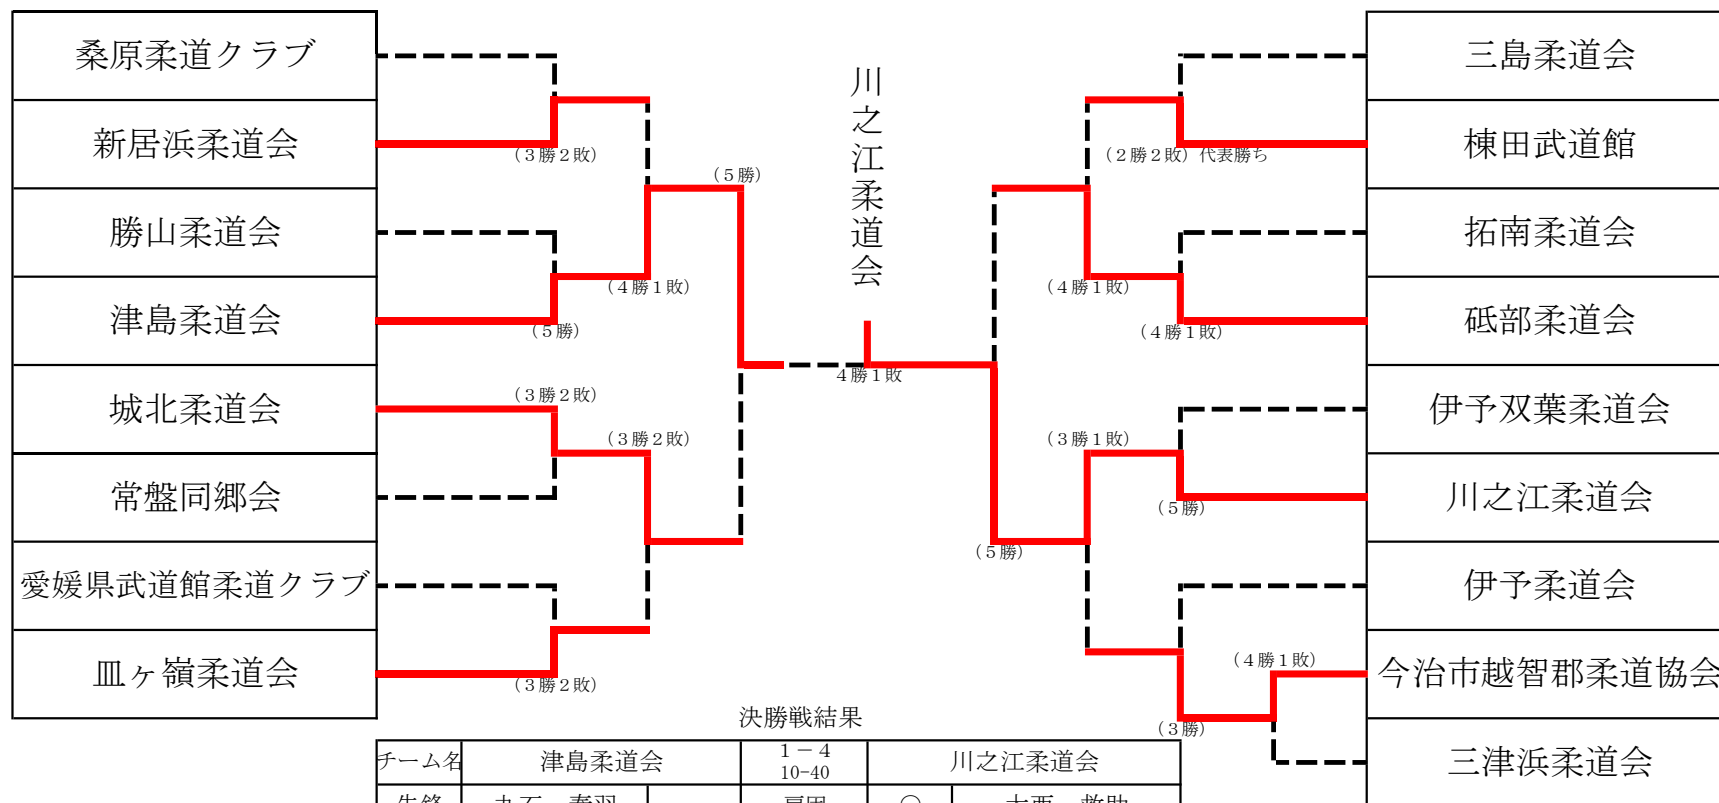 桑原柔道クラブ
新居浜柔道会
(３勝２敗)
勝山柔道会
津島柔道会
(５勝)
(４勝１敗)
(５勝)
城北柔道会
(３勝２敗)
常盤同郷会
(３勝２敗)
愛媛県武道館柔道クラブ
皿ヶ嶺柔道会
(３勝２敗)
川之江柔道会
４勝１敗
三島柔道会
棟田武道館
(２勝２敗)代表勝ち
拓南柔道会
砥部柔道会
(４勝１敗)
(４勝１敗)
伊予双葉柔道会
(３勝１敗)
川之江柔道会
(５勝)
(５勝)
伊予柔道会
(４勝１敗)
今治市越智郡柔道協会
(３勝)
三津浜柔道会
決勝戦結果
チーム名 津島柔道会 １－４ 川之江柔道会
10-40